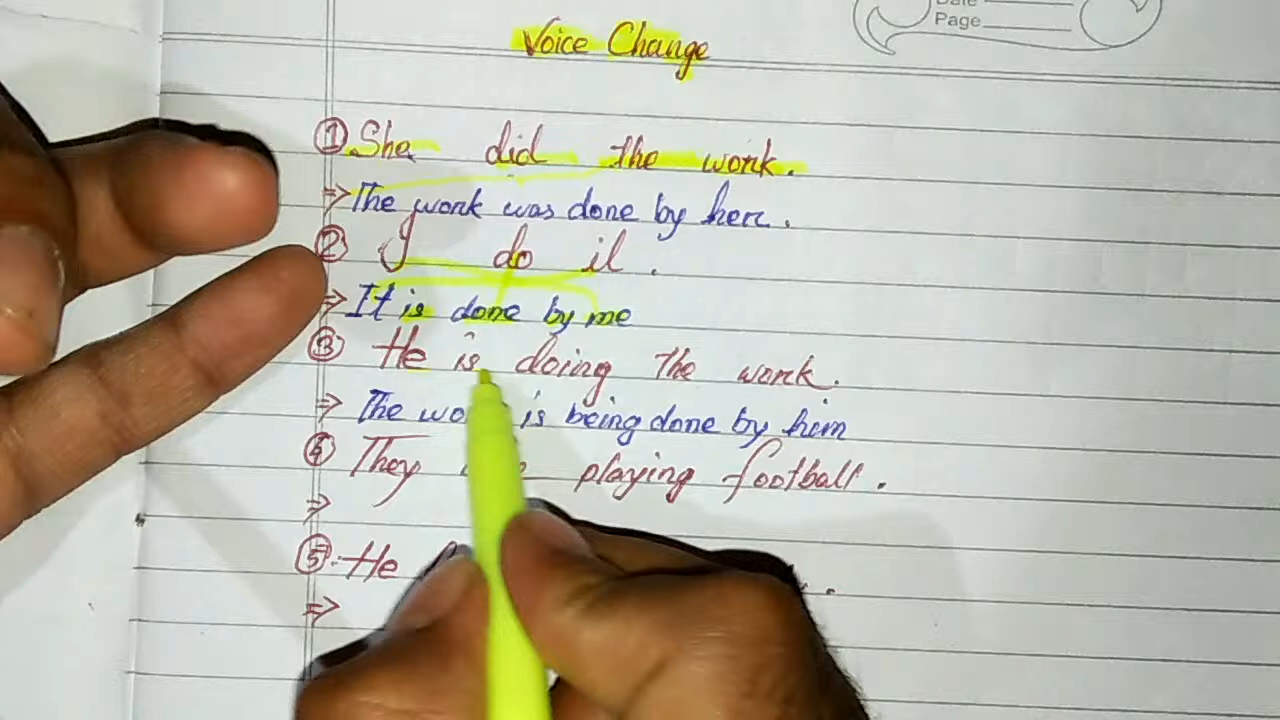 Page
Voice Change
① She did the work.
⇒ The work was done by her.
② I do it.
⇒ It is done by me
③ He is doing the work.
⇒ The is being done by him
④ They playing football.
⇒
⑤ He
⇒